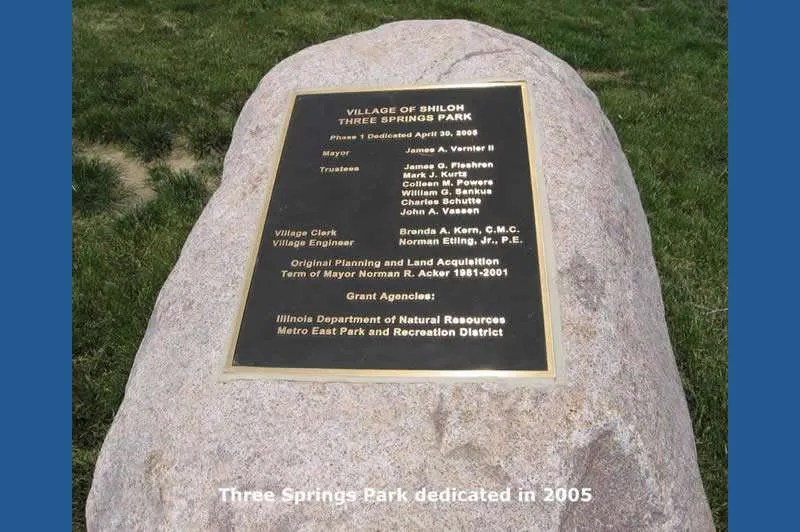 VILLAGE OF SHILOH
THREE SPRINGS PARK
Phase 1 Dedicated April 30, 2005
Mayor James A. Vernier II
Trustees James G. Fleshren
Mark J. Kurtz
Colleen M. Powers
William G. Sankus
Charles Schutte
John A. Vassen
Village Clerk Brenda A. Kern, C.M.C.
Village Engineer Norman Etling, Jr., P.E.
Original Planning and Land Acquisition
Term of Mayor Norman R. Acker 1981-2001
Grant Agencies:
Illinois Department of Natural Resources
Metro East Park and Recreation District
Three Springs Park dedicated in 2005